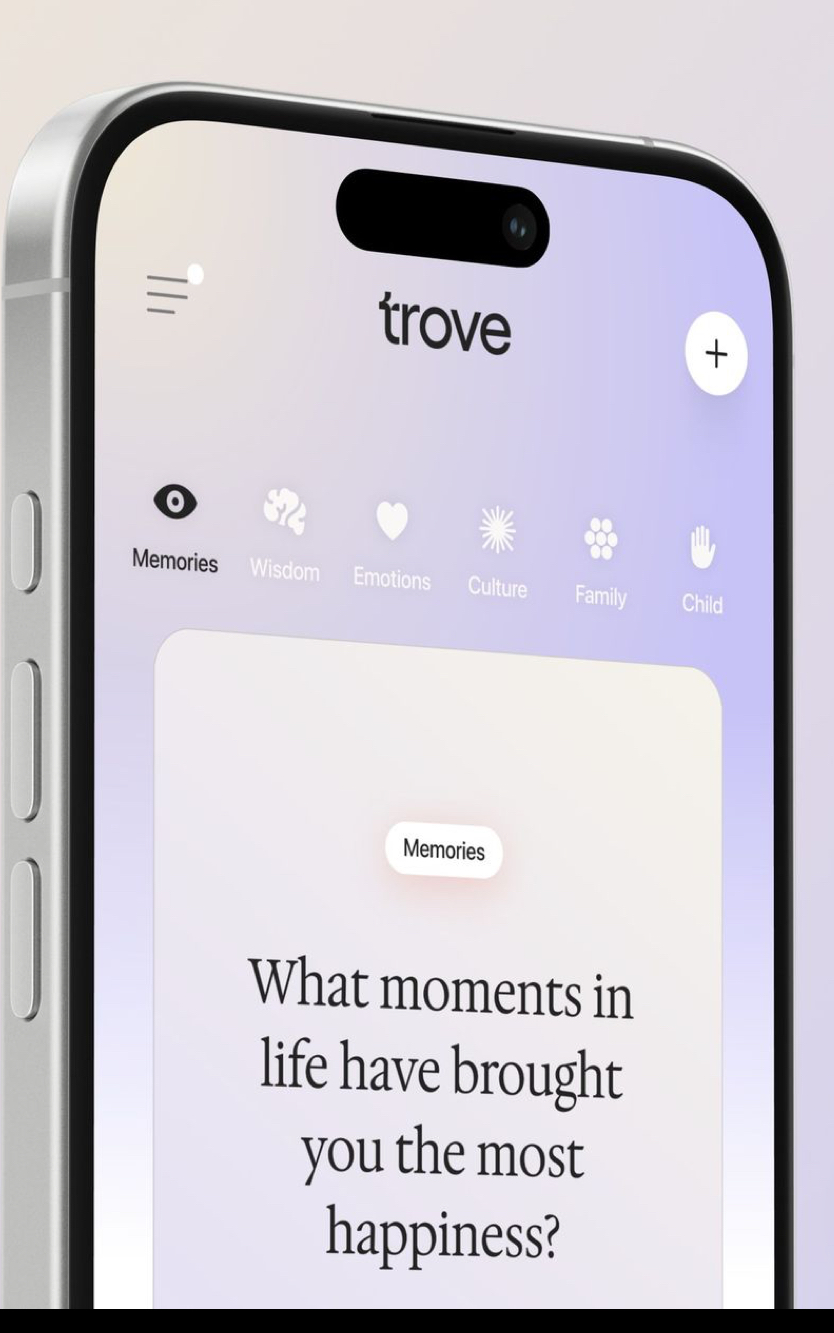 trove
Memories
Wisdom
Emotions
Culture
Family
Child
Memories
What moments in
life have brought
you the most
happiness?